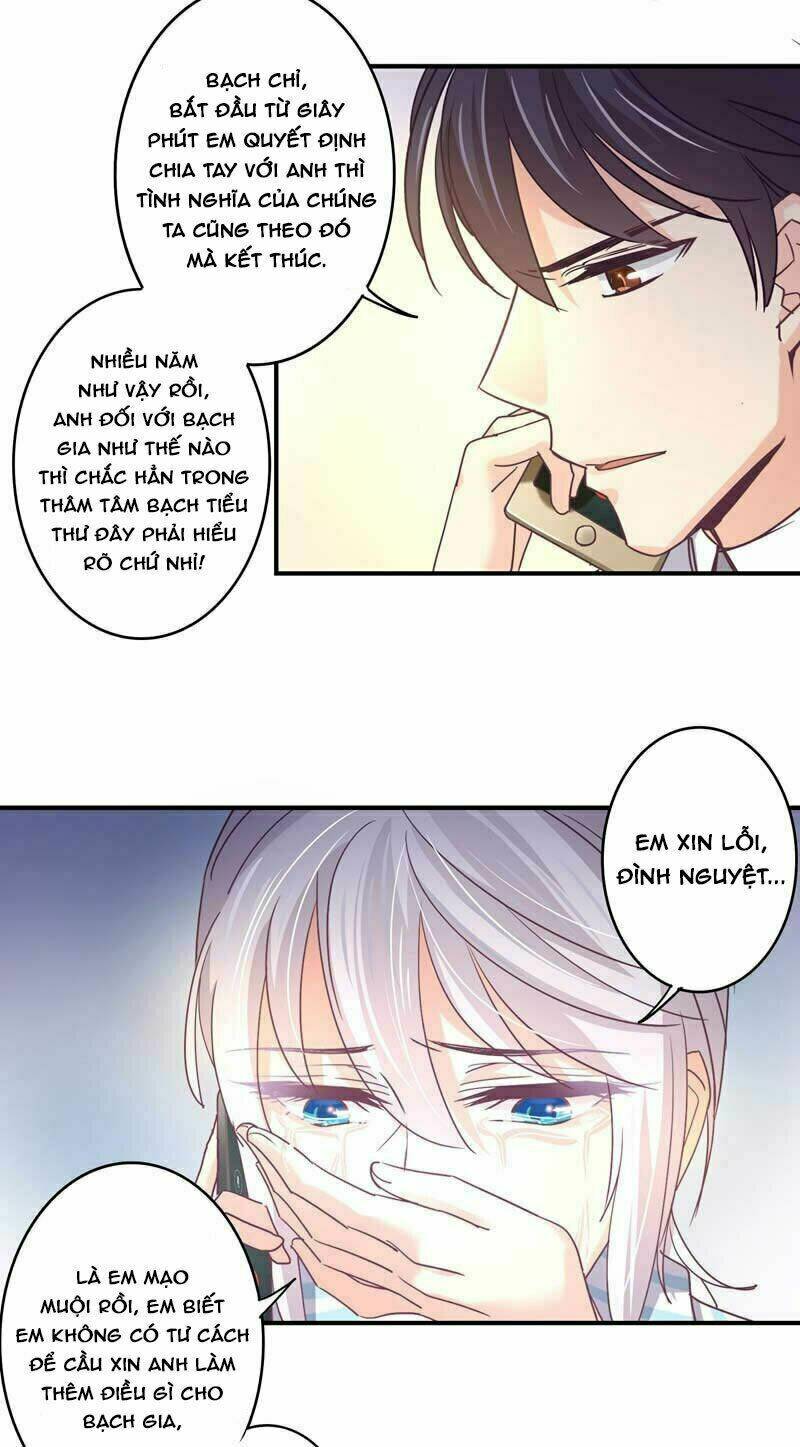 BẠCH CHỈ,
BẮT ĐẦU TỪ GIÂY
PHÚT EM QUYẾT ĐỊNH
CHIA TAY VỚI ANH THÌ
TÌNH NGHĨA CỦA CHÚNG
TA CŨNG THEO ĐÓ
MÀ KẾT THÚC.
NHIỀU NĂM
NHƯ VẬY RỒI,
ANH ĐỐI VỚI BẠCH
GIA NHƯ THẾ NÀO
THÌ CHẮC HẲN TRONG
THÂM TÂM BẠCH TIỂU
THƯ ĐÂY PHẢI HIỂU
RÕ CHỨ NHỈ!
EM XIN LỖI,
ĐÌNH NGUYỆT...
LÀ EM MẠO
MUỘI RỒI, EM BIẾT
EM KHÔNG CÓ TƯ CÁCH
ĐỂ CẦU XIN ANH LÀM
THÊM ĐIỀU GÌ CHO
BẠCH GIA,